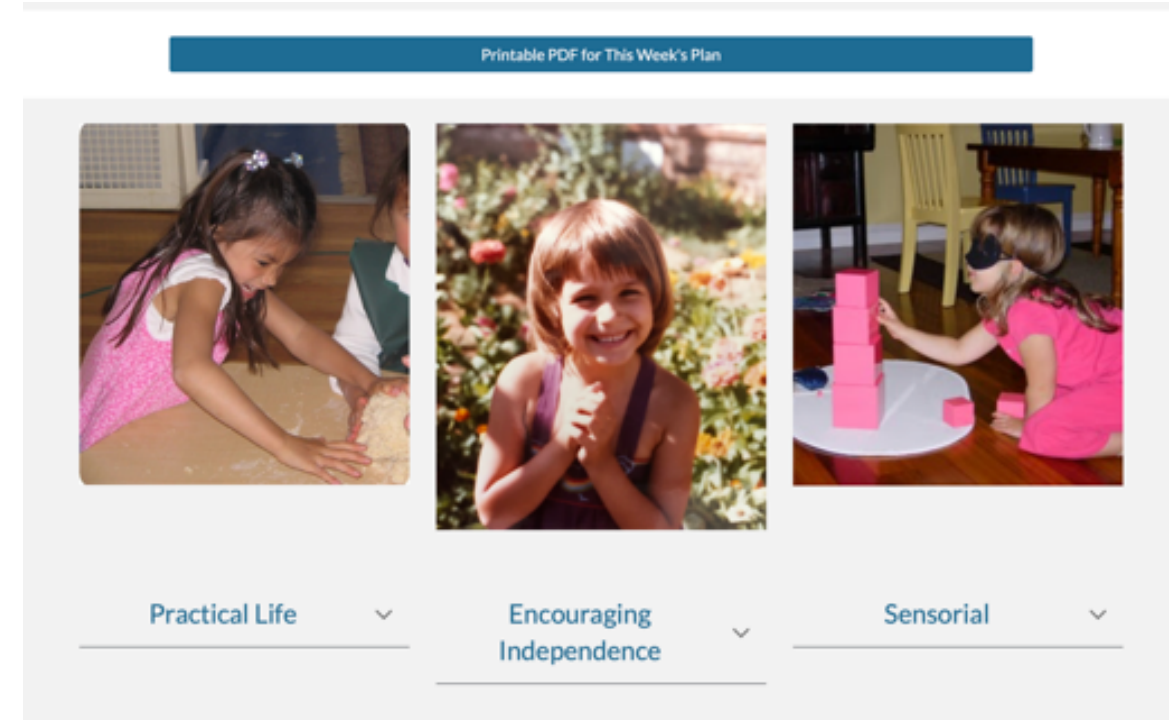 Printable PDF for This Week's Plan
Practical Life
Encouraging
Independence
Sensorial